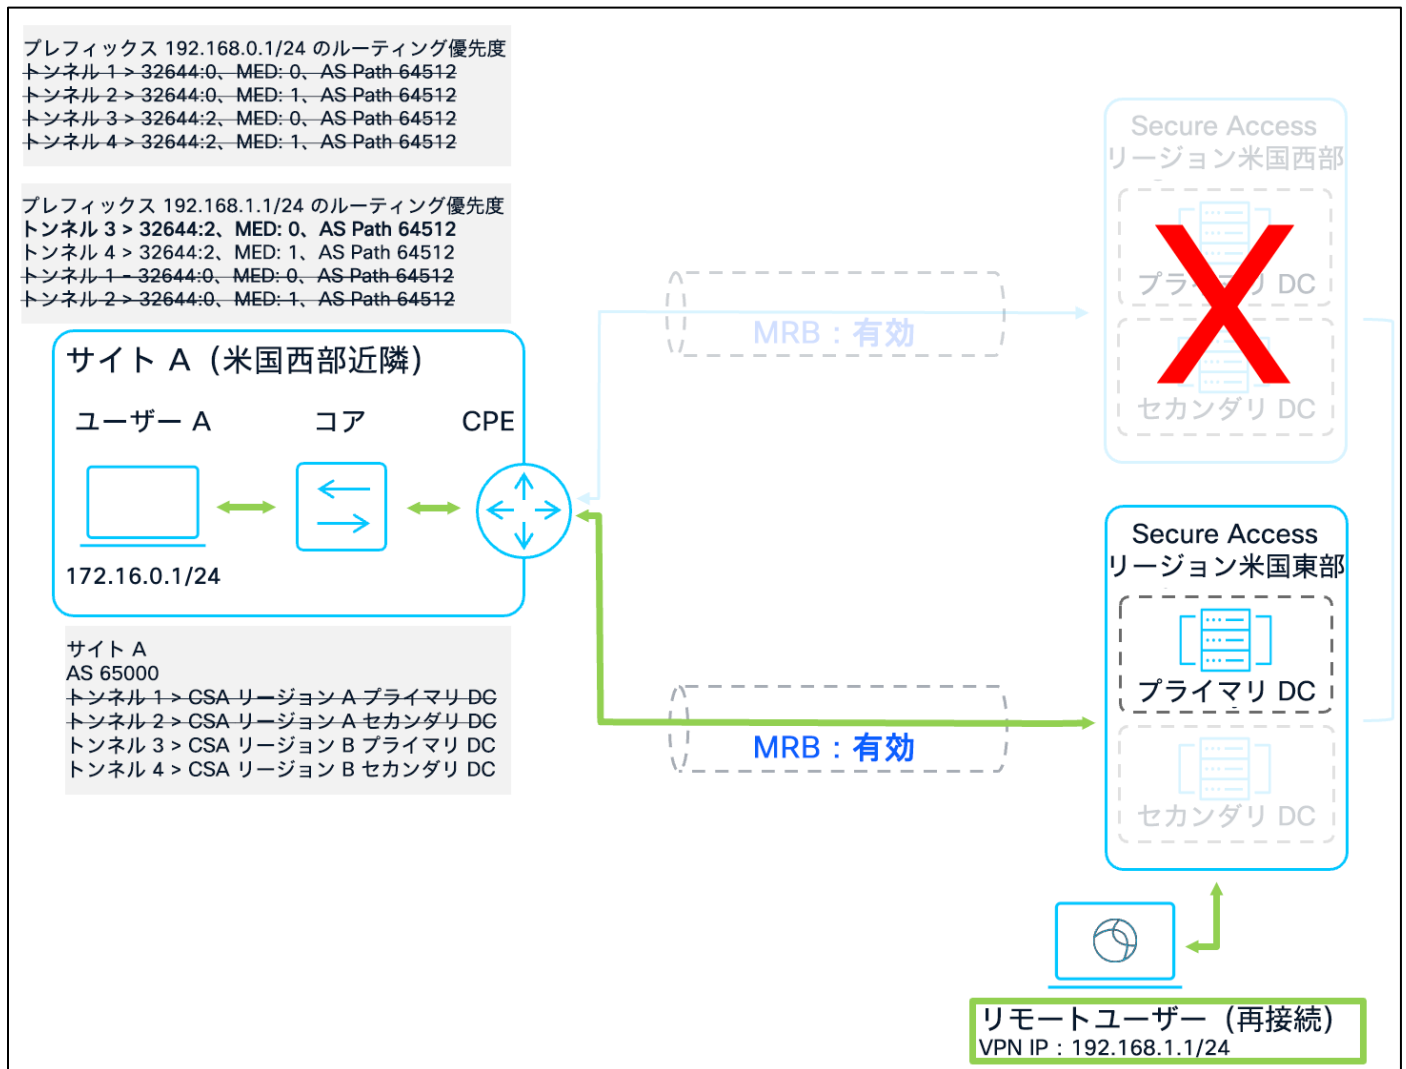 プレフィックス 192.168.0.1/24 のルーティング優先度
トンネル 1 > 32644:0、MED: 0、AS Path 64512
トンネル 2 > 32644:0、MED: 1、AS Path 64512
トンネル 3 > 32644:2、MED: 0、AS Path 64512
トンネル 4 > 32644:2、MED: 1、AS Path 64512
プレフィックス 192.168.1.1/24 のルーティング優先度
トンネル 3 > 32644:2、MED: 0、AS Path 64512
トンネル 4 > 32644:2、MED: 1、AS Path 64512
トンネル 1 - 32644:0、MED: 0、AS Path 64512
トンネル 2 > 32644:0、MED: 1、AS Path 64512
サイト A（米国西部近隣）
ユーザー A
コア
CPE
172.16.0.1/24
サイト A
AS 65000
トンネル 1 > CSA リージョン A プライマリ DC
トンネル 2 > CSA リージョン A セカンダリ DC
トンネル 3 > CSA リージョン B プライマリ DC
トンネル 4 > CSA リージョン B セカンダリ DC
MRB：有効
MRB：有効
Secure Access
リージョン米国西部
プライマリ DC
セカンダリ DC
Secure Access
リージョン米国東部
プライマリ DC
セカンダリ DC
リモートユーザー（再接続）
VPN IP：192.168.1.1/24